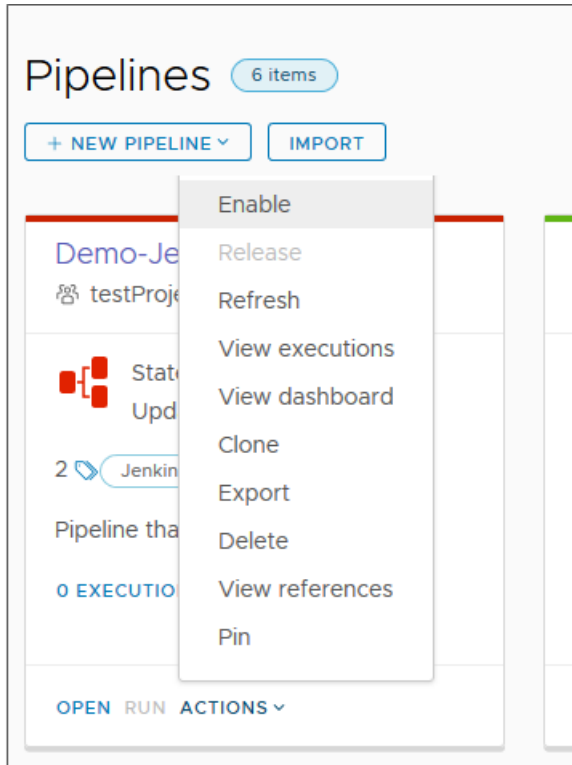 Pipelines 6 items
+ NEW PIPELINE IMPORT
Enable
Demo-Je
Release
testProje
Refresh
View executions
State
View dashboard
Upd
Clone
2 Jenkin
Export
Pipeline tha
Delete
0 EXECUTIO
View references
Pin
OPEN RUN ACTIONS